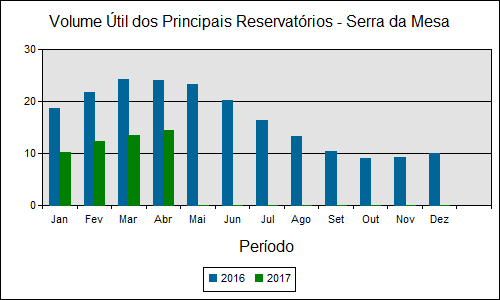 Volume Útil dos Principais Reservatórios - Serra da Mesa
30
20
10
0
Jan Fev Mar Abr Mai Jun Jul Ago Set Out Nov Dez
Período
2016 2017